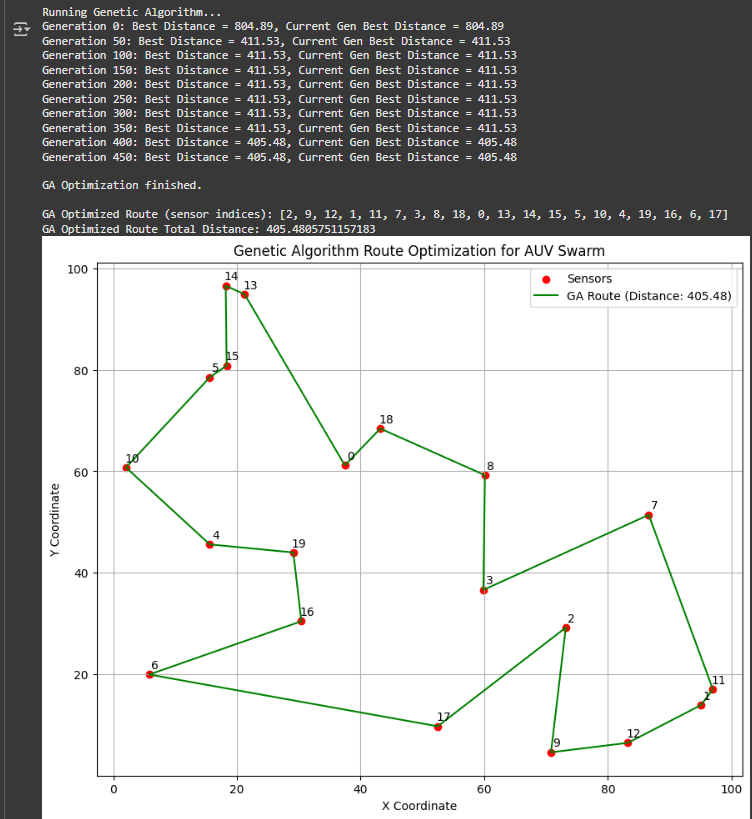 Running Genetic Algorithm...
Generation 0: Best Distance = 804.89, Current Gen Best Distance = 804.89
Generation 50: Best Distance = 411.53, Current Gen Best Distance = 411.53
Generation 100: Best Distance = 411.53, Current Gen Best Distance = 411.53
Generation 150: Best Distance = 411.53, Current Gen Best Distance = 411.53
Generation 200: Best Distance = 411.53, Current Gen Best Distance = 411.53
Generation 250: Best Distance = 411.53, Current Gen Best Distance = 411.53
Generation 300: Best Distance = 411.53, Current Gen Best Distance = 411.53
Generation 350: Best Distance = 411.53, Current Gen Best Distance = 411.53
Generation 400: Best Distance = 405.48, Current Gen Best Distance = 405.48
Generation 450: Best Distance = 405.48, Current Gen Best Distance = 405.48
GA Optimization finished.
GA Optimized Route (sensor indices): [2, 9, 12, 1, 11, 7, 3, 8, 18, 0, 13, 14, 15, 5, 10, 4, 19, 16, 6, 17]
GA Optimized Route Total Distance: 405.4805751157183
Genetic Algorithm Route Optimization for AUV Swarm
Sensors
GA Route (Distance: 405.48)
Y Coordinate
100
80
60
40
20
14
13
15
5
18
0
8
10
7
4
19
3
16
2
6
11
1
17
12
9
0
20
40
60
80
100
X Coordinate